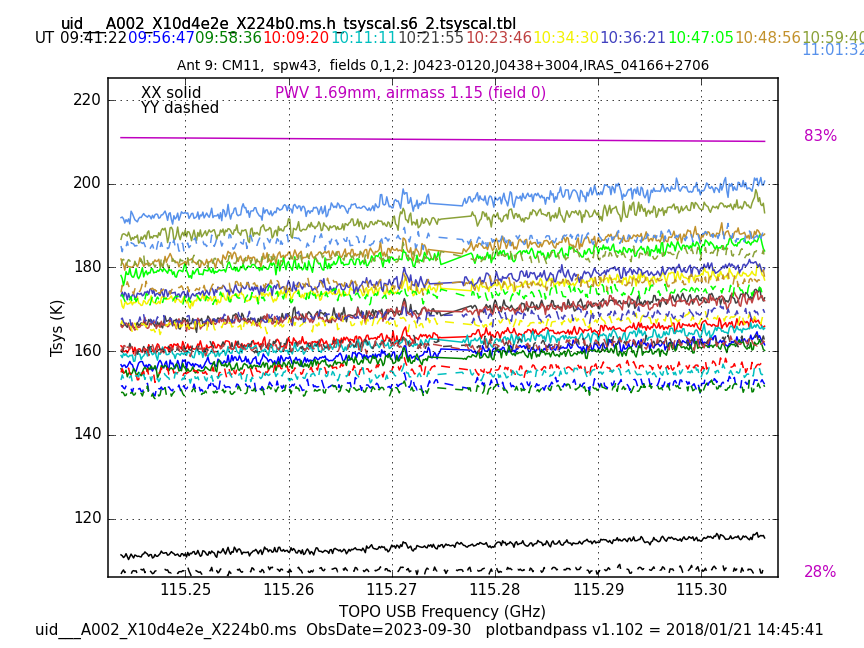 uid___A002_X10d4e2e_X224b0.ms.h_tsyscal.s6_2.tsyscal.tbl
UT 09:41:22 09:56:47 09:58:36 10:09:20 10:11:11 10:21:55 10:23:46 10:34:30 10:36:21 10:47:05 10:48:56 10:59:40
11:01:32
Ant 9: CM11,  spw43,  fields 0,1,2: J0423-0120,J0438+3004,IRAS_04166+2706
XX solid
PWV 1.69mm, airmass 1.15 (field 0)
YY dashed
220
83%
200
180
Tsys (K)
160
140
120
28%
115.25 115.26 115.27 115.28 115.29 115.30
TOPO USB Frequency (GHz)
uid___A002_X10d4e2e_X224b0.ms  ObsDate=2023-09-30   plotbandpass v1.102 = 2018/01/21 14:45:41